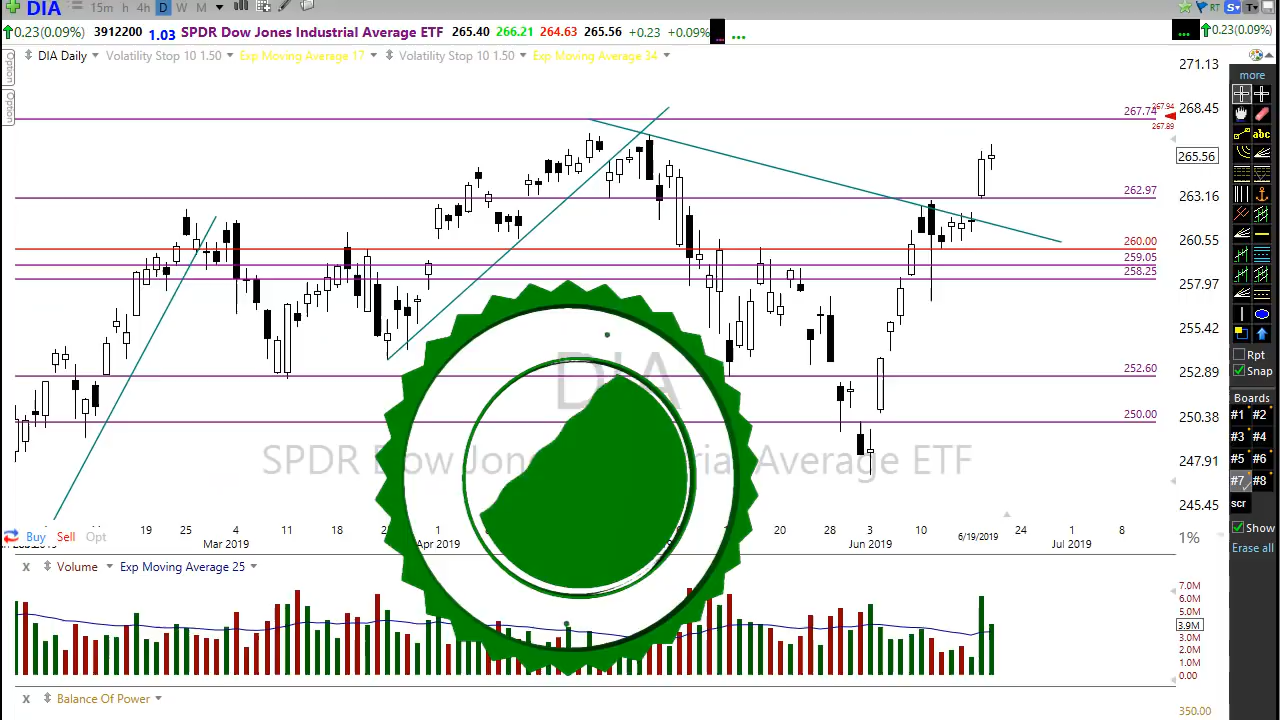 DIA 15m h 4h D W M RT S T
0.23(0.09%) 3912200 1.03 SPDR Dow Jones Industrial Average ETF 265.40 266.21 264.63 265.56 +0.23 +0.09% ... ... 0.23(0.09%)
DIA Daily Volatility Stop 10 1.50 Exp Moving Average 17 Volatility Stop 10 1.50 Exp Moving Average 34
Option
Option
271.13
268.45
267.74
267.94
267.89
265.56
263.16
262.97
260.55
260.00
259.05
258.25
257.97
255.42
252.89
252.60
250.38
250.00
247.91
245.45
DIA
SPDR Dow Jones Industrial Average ETF
more
abc
Rpt
Snap
Boards
#1 #2
#3 #4
#5 #6
#7 #8
scr
Show
Erase all
19 25 4 11 18 1 20 28 3 10 24 1 8
Mar 2019 Apr 2019 Jun 2019 6/19/2019 Jul 2019
Buy Sell Opt
1%
x Volume Exp Moving Average 25
7.0M
6.0M
5.0M
3.9M
3.0M
2.0M
1.0M
0.00
x Balance Of Power
350.00